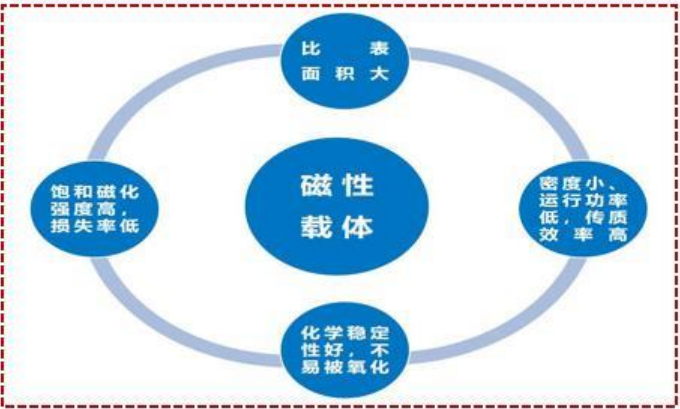 比表
面积大
饱和磁化
强度高，
损失率低
磁性
载体
密度小、
运行功率
低，传质
效率高
化学稳定
性好，不
易被氧化